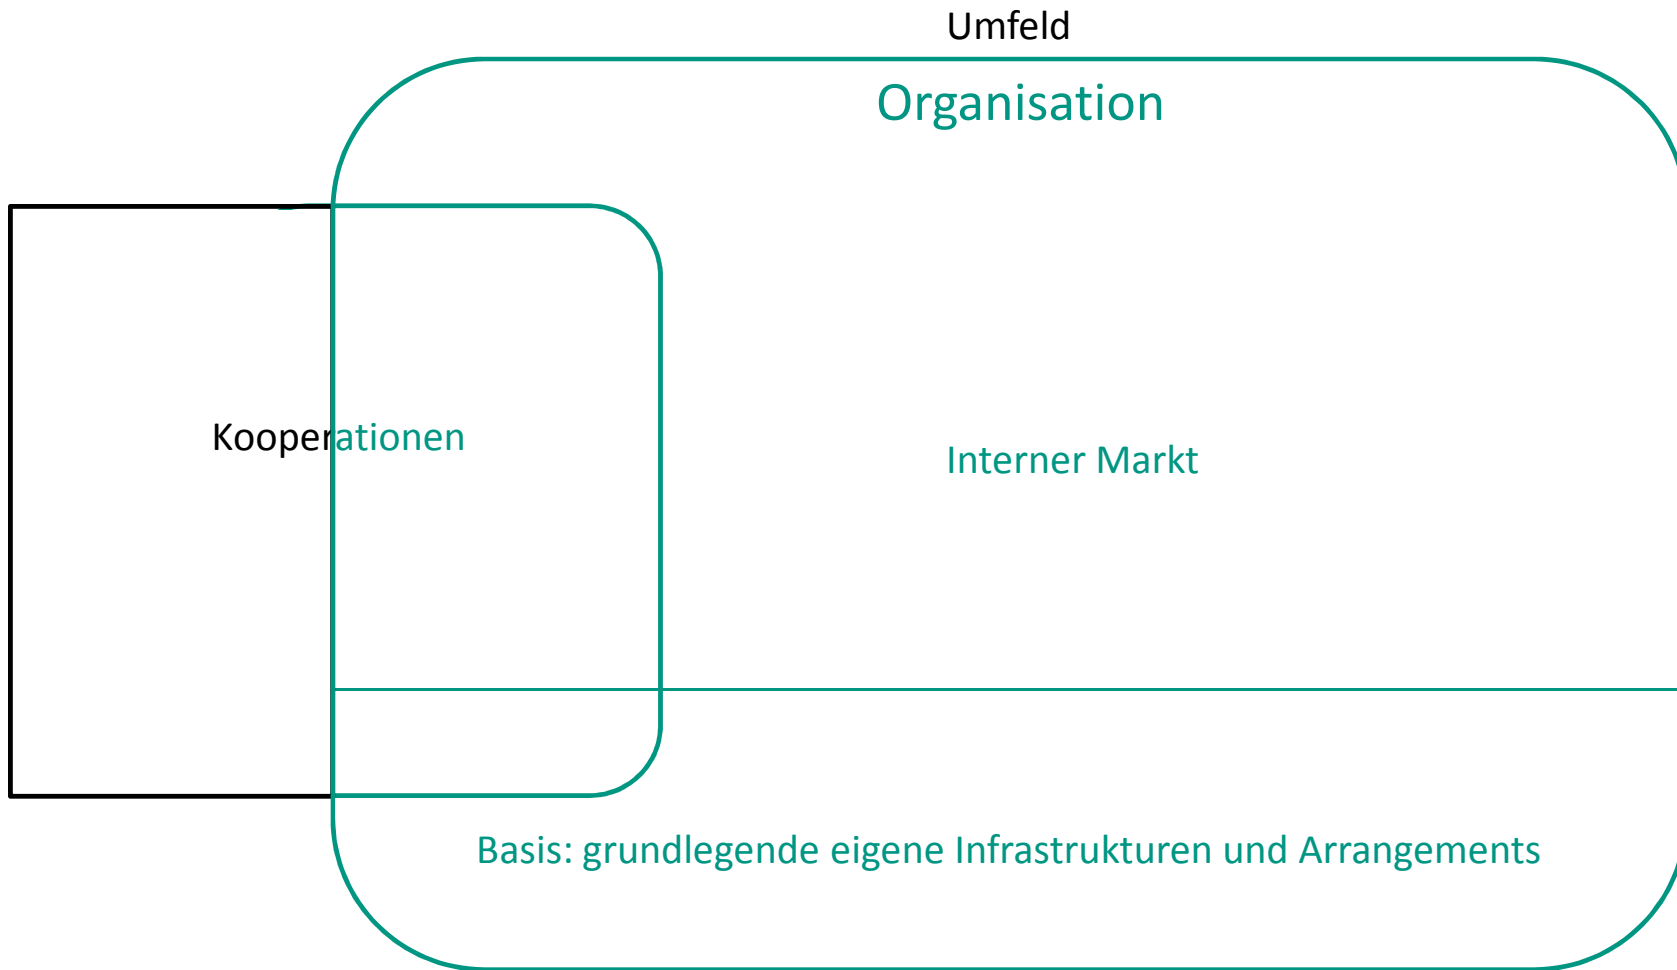 Umfeld
Organisation
Kooperationen
Interner Markt
Basis: grundlegende eigene Infrastrukturen und Arrangements